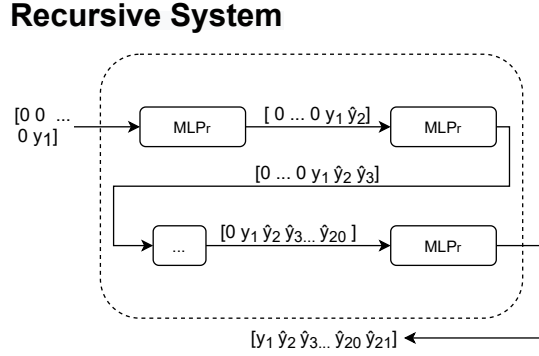 Recursive System
[0 0 ...
0 y₁]
MLPr
[ 0 ... 0 y₁ ŷ₂]
MLPr
[0 ... 0 y₁ ŷ₂ ŷ₃]
...
[0 y₁ ŷ₂ ŷ₃... ŷ₂₀ ]
MLPr
[y₁ ŷ₂ ŷ₃... ŷ₂₀ ŷ₂₁]